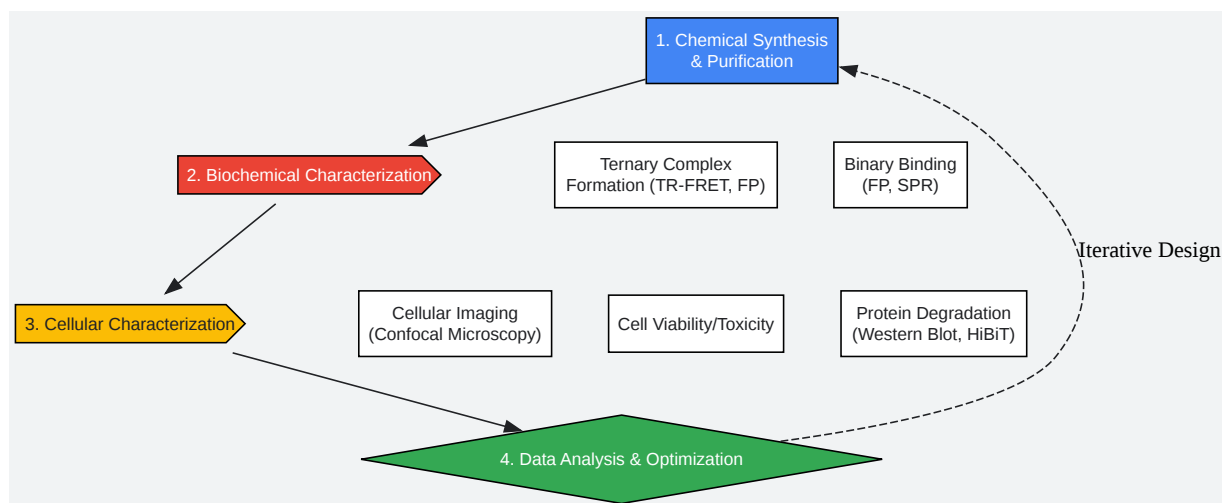 1. Chemical Synthesis
& Purification
2. Biochemical Characterization
Ternary Complex
Formation (TR-FRET, FP)
Binary Binding
(FP, SPR)
Iterative Design
3. Cellular Characterization
Cellular Imaging
(Confocal Microscopy)
Cell Viability/Toxicity
Protein Degradation
(Western Blot, HiBiT)
4. Data Analysis & Optimization